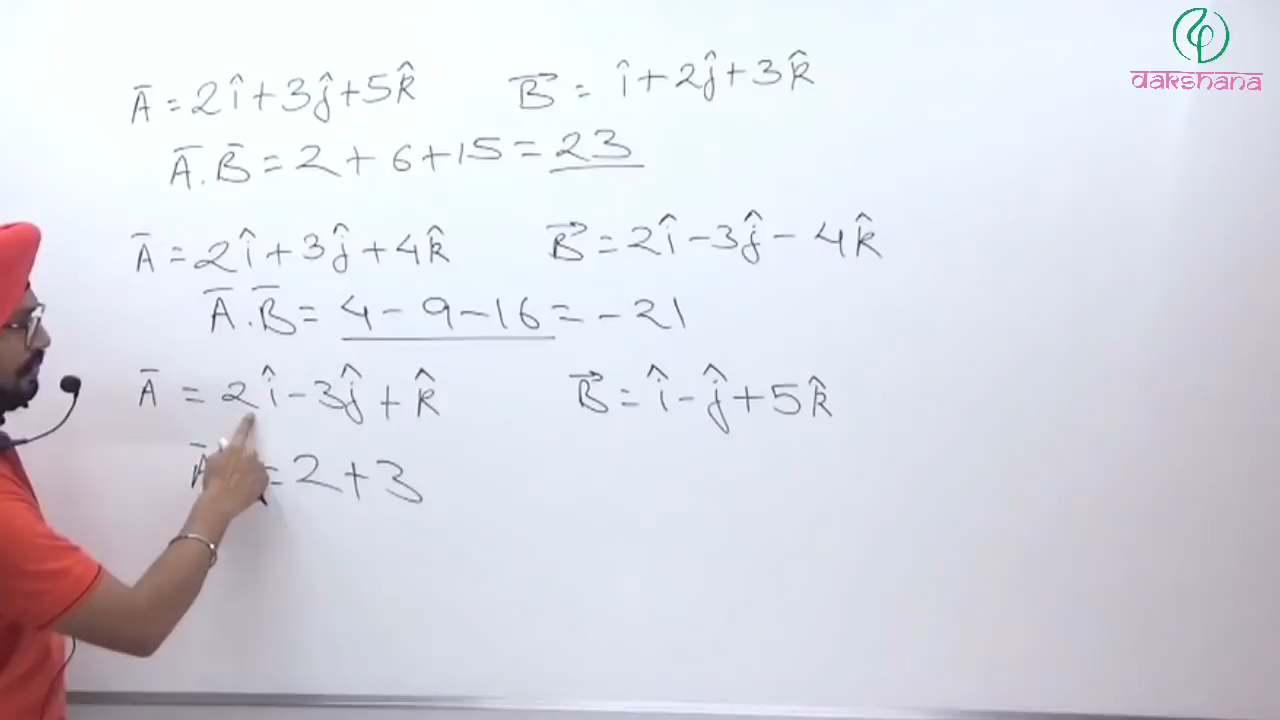 dakshana
A̅ = 2î + 3ĵ + 5k̂ B⃗ = î + 2ĵ + 3k̂
A̅ . B̅ = 2 + 6 + 15 = 23
A̅ = 2î + 3ĵ + 4k̂ B⃗ = 2î - 3ĵ - 4k̂
A̅ . B̅ = 4 - 9 - 16 = - 21
A̅ = 2î - 3ĵ + k̂ B⃗ = î - ĵ + 5k̂
= 2 + 3